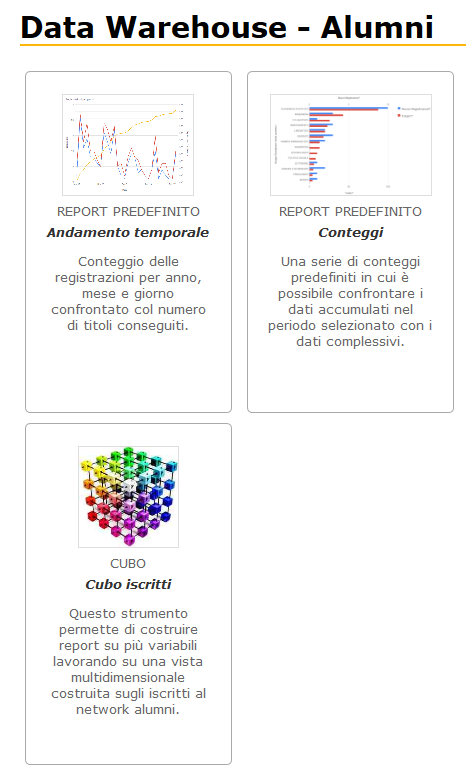 Data Warehouse - Alumni
REPORT PREDEFINITO
Andamento temporale
Conteggio delle
registrazioni per anno,
mese e giorno
confrontato col numero
di titoli conseguiti.
REPORT PREDEFINITO
Conteggi
Una serie di conteggi
predefiniti in cui è
possibile confrontare i
dati accumulati nel
periodo selezionato con i
dati complessivi.
CUBO
Cubo iscritti
Questo strumento
permette di costruire
report su più variabili
lavorando su una vista
multidimensionale
costruita sugli iscritti al
network alumni.